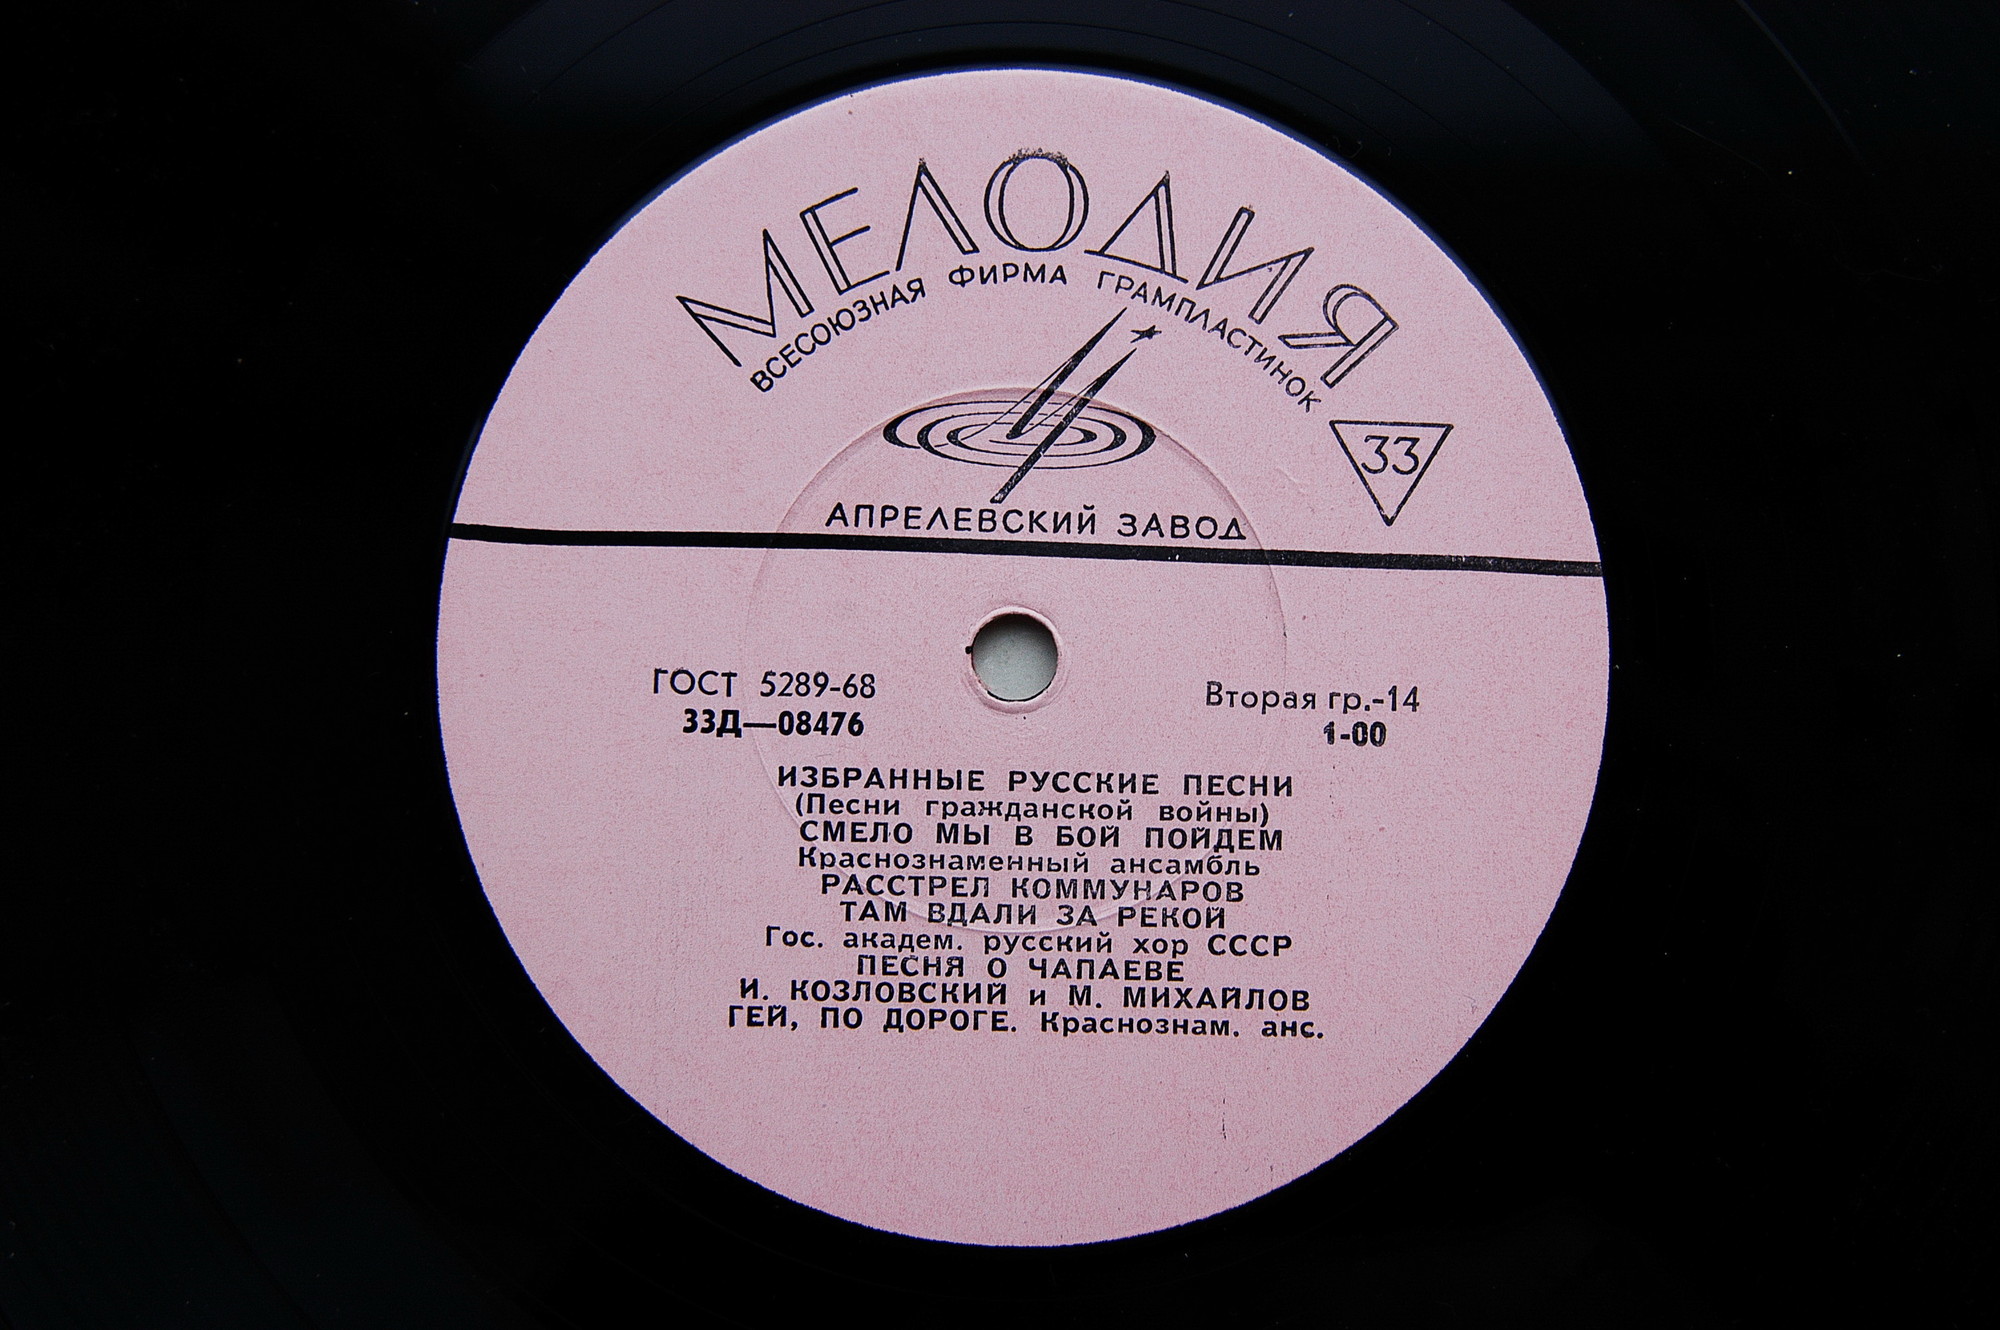 МЕЛОДИЯ
ВСЕСОЮЗНАЯ ФИРМА ГРАМПЛАСТИНОК
33
АПРЕЛЕВСКИЙ ЗАВОД
ГОСТ 5289-68
33Д—08476
Вторая гр.-14
1-00
ИЗБРАННЫЕ РУССКИЕ ПЕСНИ
(Песни гражданской войны)
СМЕЛО МЫ В БОЙ ПОЙДЕМ
Краснознаменный ансамбль
РАССТРЕЛ КОММУНАРОВ
ТАМ ВДАЛИ ЗА РЕКОЙ
Гос. академ. русский хор СССР
ПЕСНЯ О ЧАПАЕВЕ
И. КОЗЛОВСКИЙ и М. МИХАЙЛОВ
ГЕЙ, ПО ДОРОГЕ. Краснознам. анс.